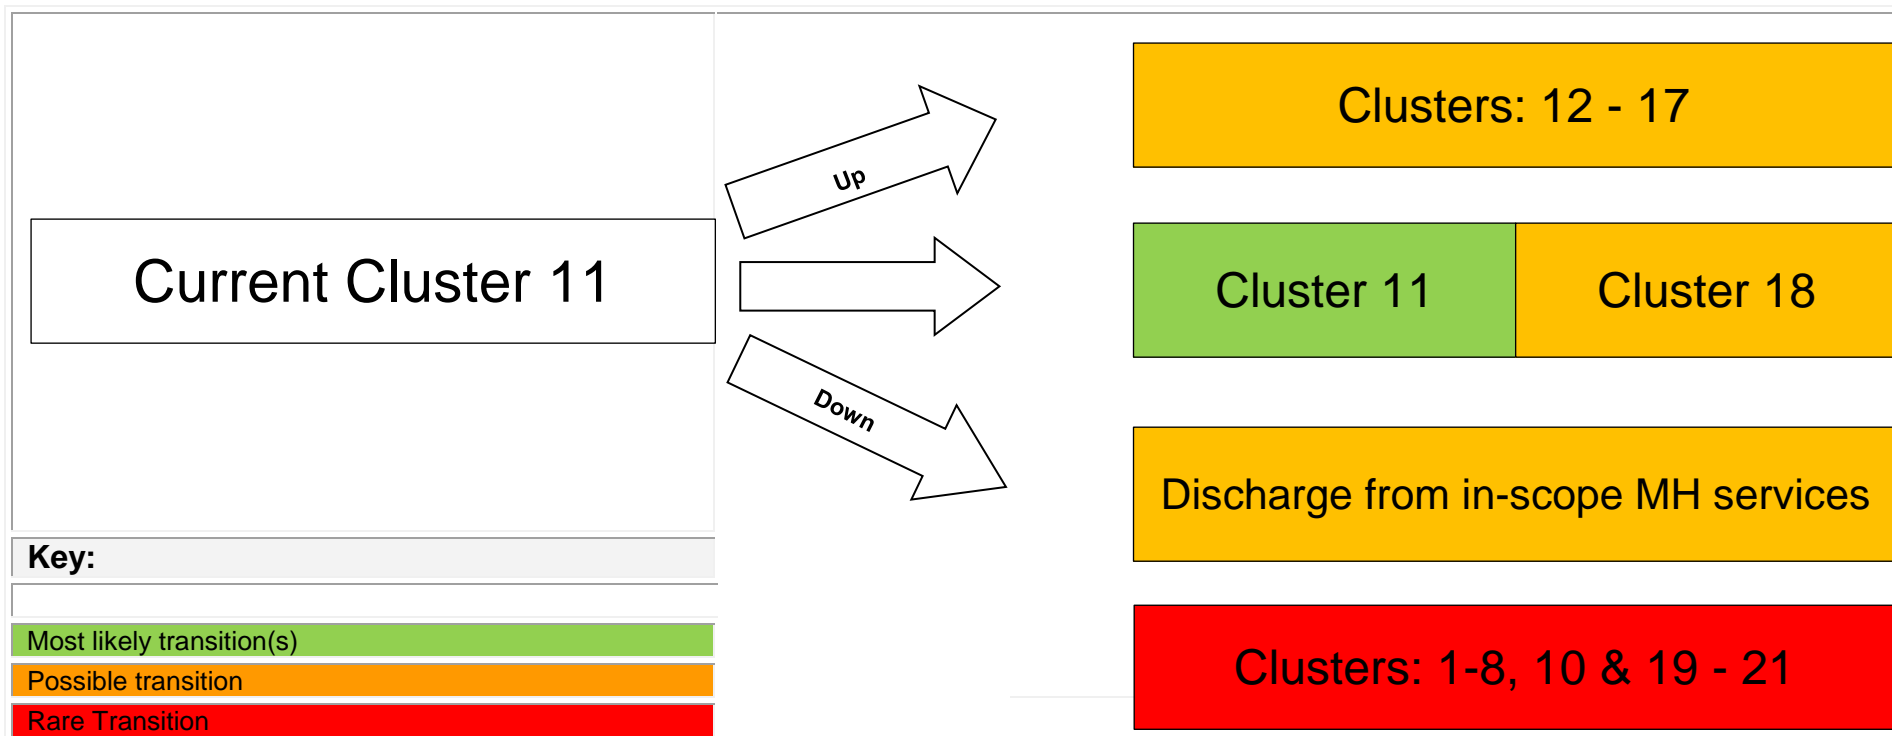 Current Cluster 11
Up
Down
Clusters: 12 - 17
Cluster 11
Cluster 18
Discharge from in-scope MH services
Clusters: 1-8, 10 & 19 - 21
Key:
Most likely transition(s)
Possible transition
Rare Transition